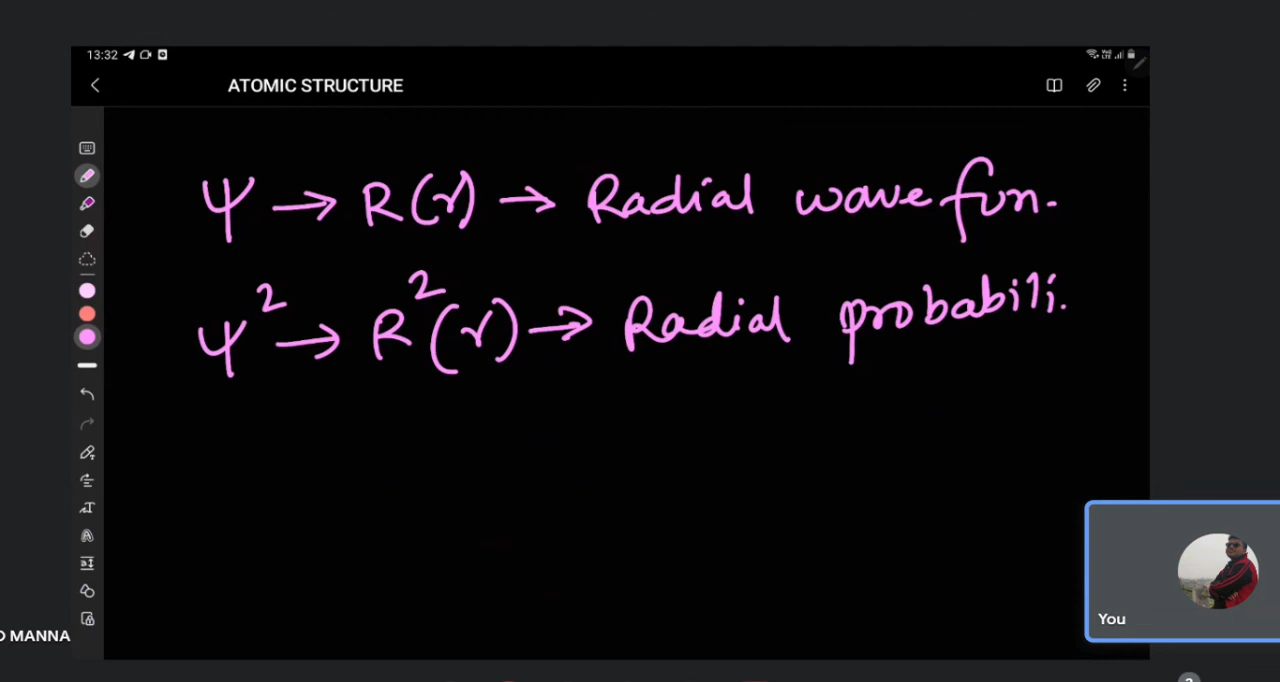 13:32
ATOMIC STRUCTURE
Ψ → R(r) → Radial wave fun.
Ψ² → R²(r) → Radial probabili.
You
MANNA